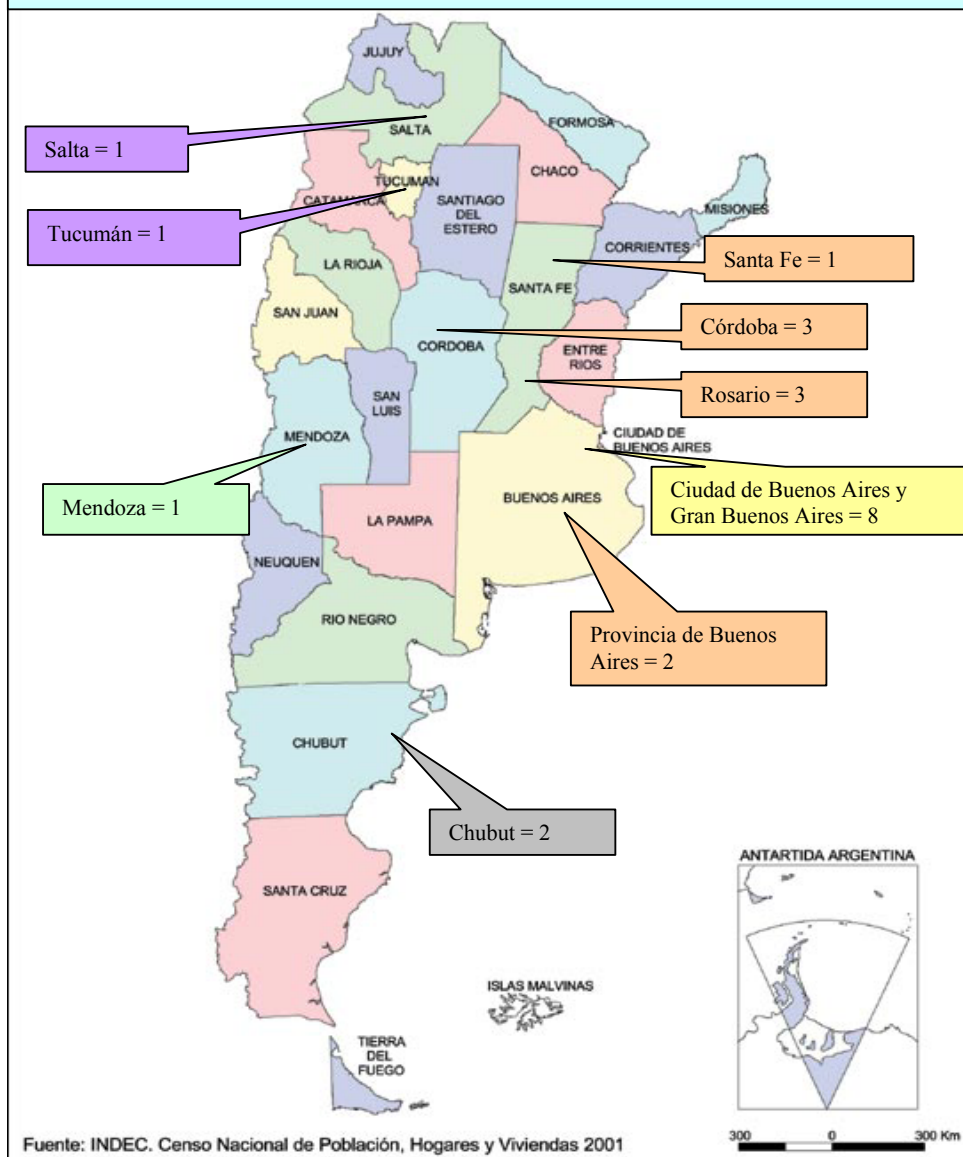 JUJUY
SALTA
FORMOSA
Salta = 1
CHACO
TUCUMAN
CATAMARCA
SANTIAGO
DEL
ESTERO
MISIONES
Tucumán = 1
CORRIENTES
LA RIOJA
Santa Fe = 1
SANTA FE
SAN JUAN
Córdoba = 3
CORDOBA
ENTRE
RIOS
SAN
LUIS
Rosario = 3
MENDOZA
CIUDAD DE
BUENOS AIRES
Mendoza = 1
Ciudad de Buenos Aires y
Gran Buenos Aires = 8
BUENOS AIRES
LA PAMPA
NEUQUEN
RIO NEGRO
Provincia de Buenos
Aires = 2
CHUBUT
Chubut = 2
ANTARTIDA ARGENTINA
SANTA CRUZ
ISLAS MALVINAS
TIERRA
DEL
FUEGO
Fuente: INDEC. Censo Nacional de Población, Hogares y Viviendas 2001
300 0 300 Km